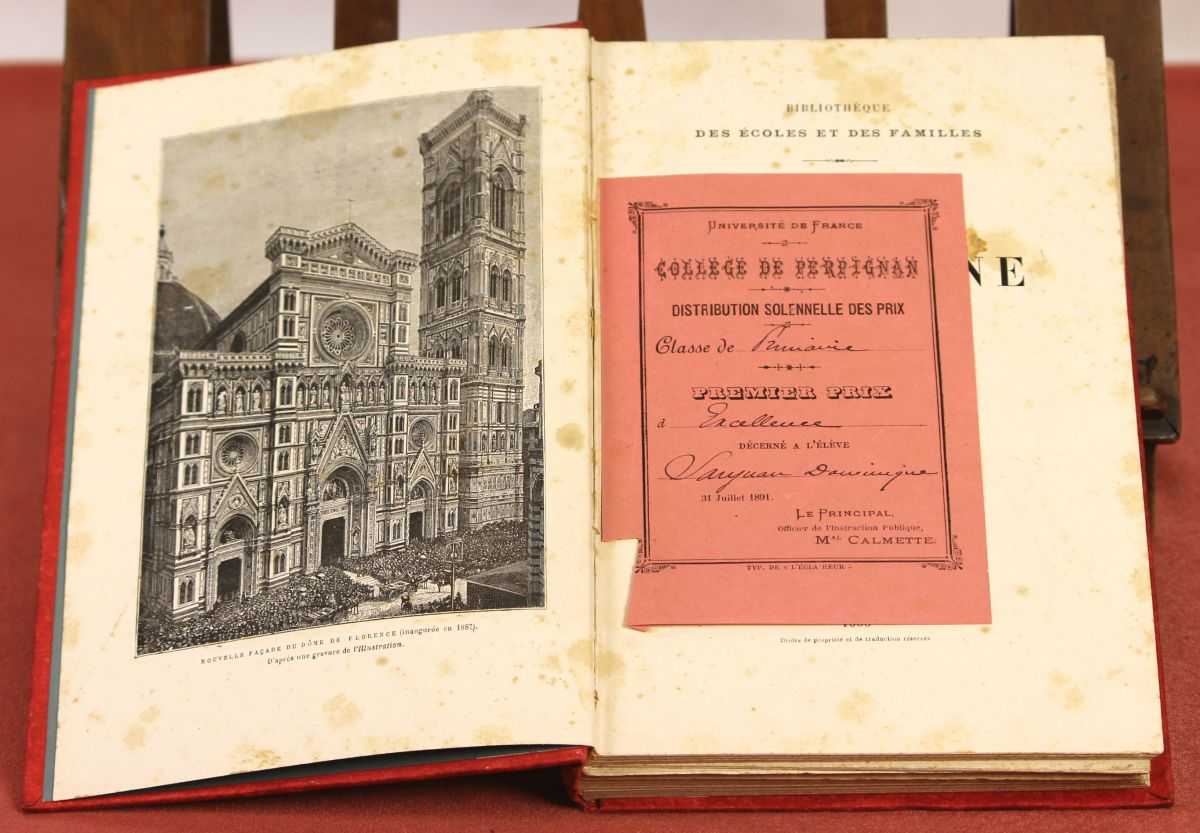 NOUVELLE FAÇADE DU DÔME DE FLORENCE (inaugurée en 1887).
D'après une gravure de l'Illustration.
BIBLIOTHÈQUE
DES ÉCOLES ET DES FAMILLES
NE
UNIVERSITÉ DE FRANCE
COLLÈGE DE PERPIGNAN
DISTRIBUTION SOLENNELLE DES PRIX
Classe de Primaire
PREMIER PRIX
d Excellence
DÉCERNÉ A L'ÉLÈVE
Dominique
31 Juillet 1891.
LE PRINCIPAL,
Officier de l'Instruction Publique,
Mal CALMETTE.
TYP. DE
Droits de propriété et de traduction réservés